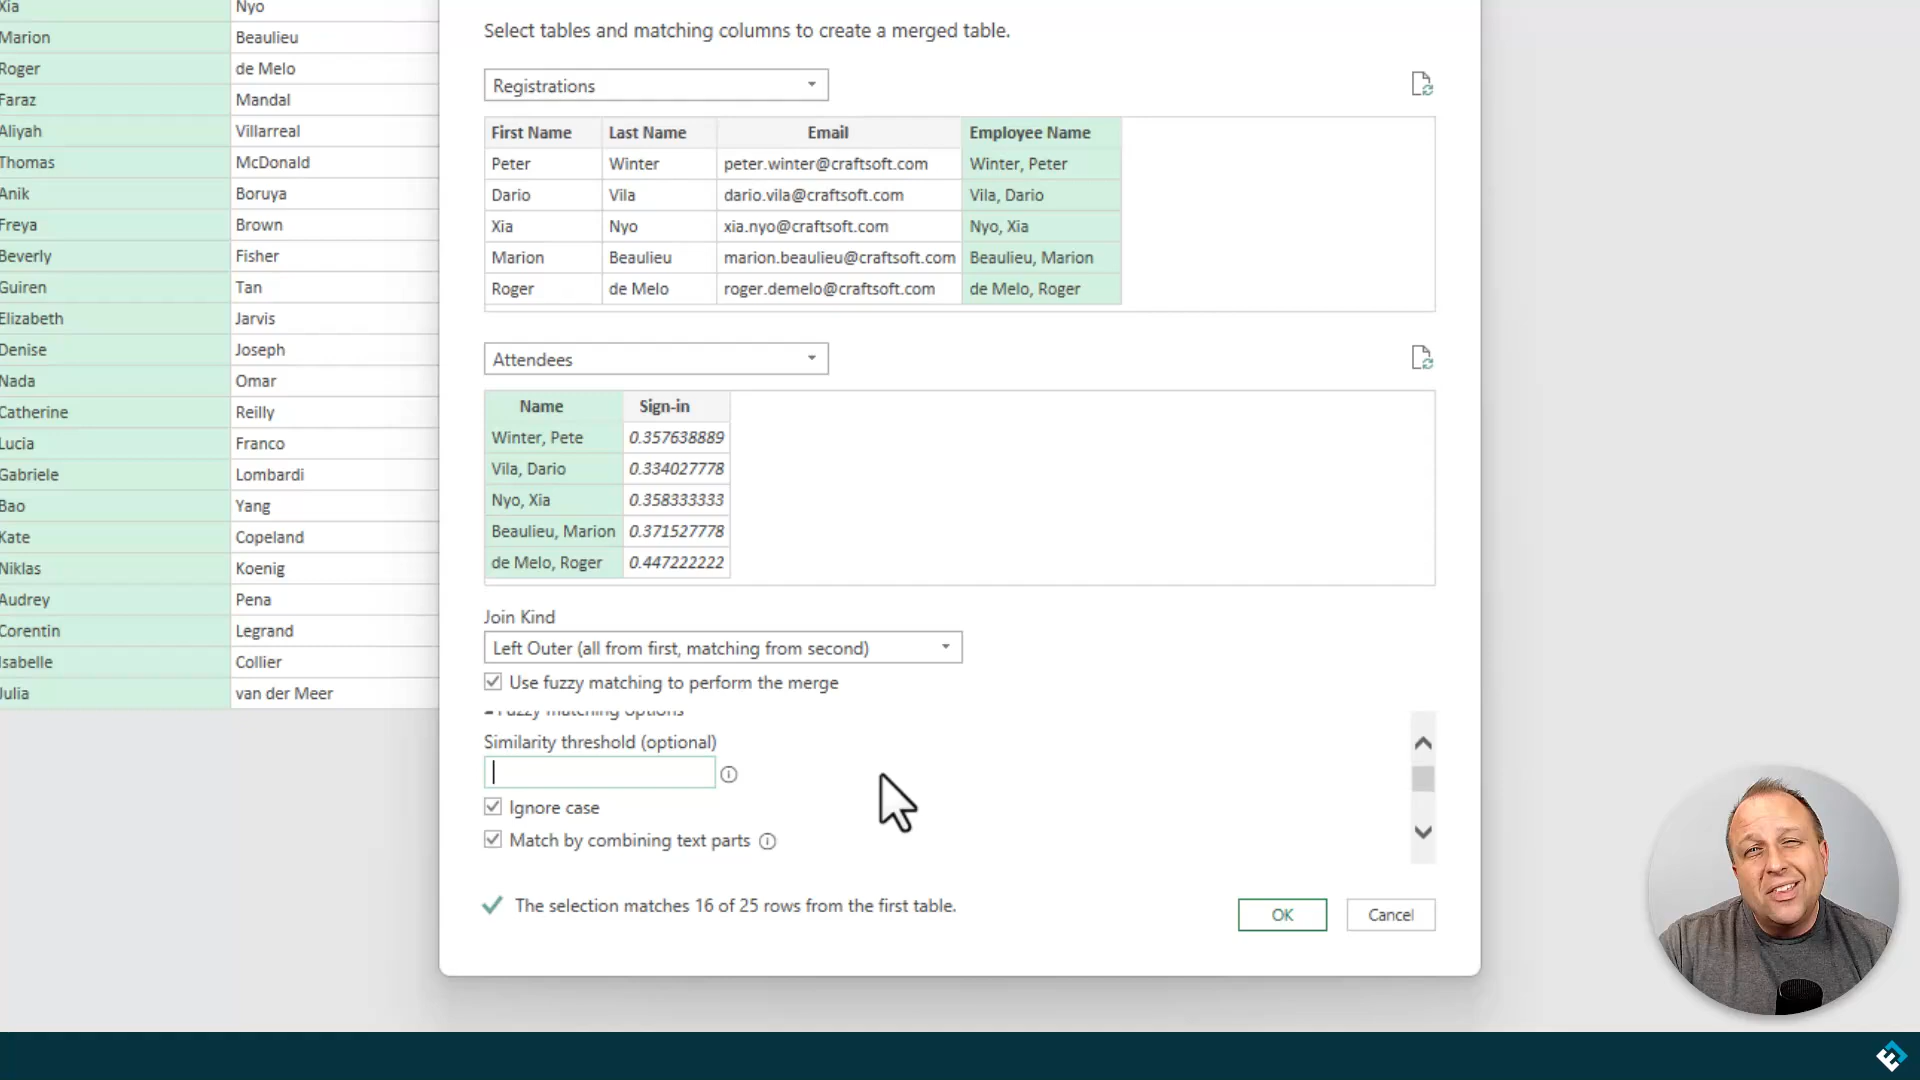 Xia Nyo
Marion Beaulieu
Roger de Melo
Faraz Mandal
Aliyah Villarreal
Thomas McDonald
Anik Boruya
Freya Brown
Beverly Fisher
Guiren Tan
Elizabeth Jarvis
Denise Joseph
Nada Omar
Catherine Reilly
Lucia Franco
Gabriele Lombardi
Bao Yang
Kate Copeland
Niklas Koenig
Audrey Pena
Corentin Legrand
Isabelle Collier
Julia van der Meer
Select tables and matching columns to create a merged table.
Registrations
First Name Last Name Email Employee Name
Peter Winter peter.winter@craftsoft.com Winter, Peter
Dario Vila dario.vila@craftsoft.com Vila, Dario
Xia Nyo xia.nyo@craftsoft.com Nyo, Xia
Marion Beaulieu marion.beaulieu@craftsoft.com Beaulieu, Marion
Roger de Melo roger.demelo@craftsoft.com de Melo, Roger
Attendees
Name Sign-in
Winter, Pete 0.357638889
Vila, Dario 0.334027778
Nyo, Xia 0.358333333
Beaulieu, Marion 0.371527778
de Melo, Roger 0.447222222
Join Kind
Left Outer (all from first, matching from second)
Use fuzzy matching to perform the merge
Fuzzy matching options
Similarity threshold (optional)
Ignore case
Match by combining text parts
The selection matches 16 of 25 rows from the first table.
OK Cancel